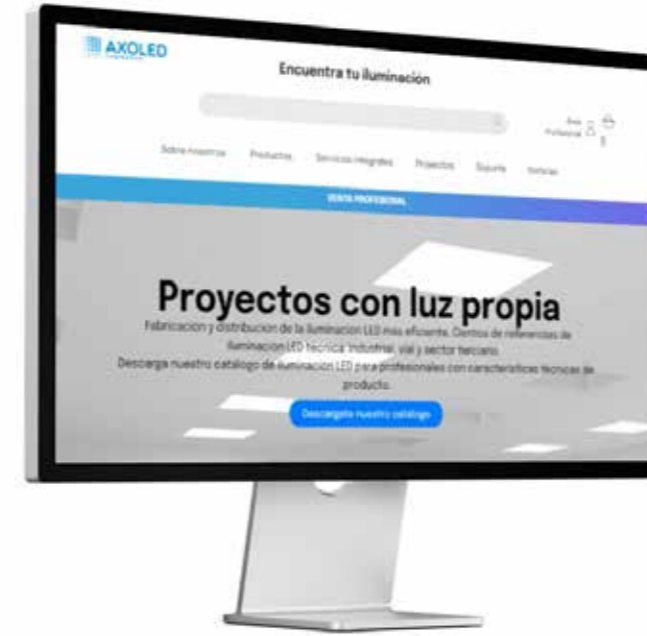 AXOLED
Encuentra tu iluminación
Área
Profesional
Sobre nosotros Productos Servicios integrales Proyectos Soporte Noticias
VENTA PROFESIONAL
Proyectos con luz propia
Fabricación y distribución de la iluminación LED más eficiente. Cientos de referencias de
iluminación LED técnica, industrial, vial y sector terciario.
Descarga nuestro catálogo de iluminación LED para profesionales con características técnicas de
producto.
Descárgate nuestro catálogo